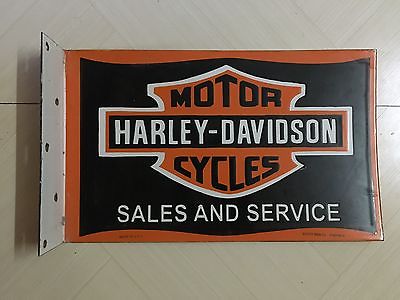 MOTOR
HARLEY-DAVIDSON
CYCLES
SALES AND SERVICE